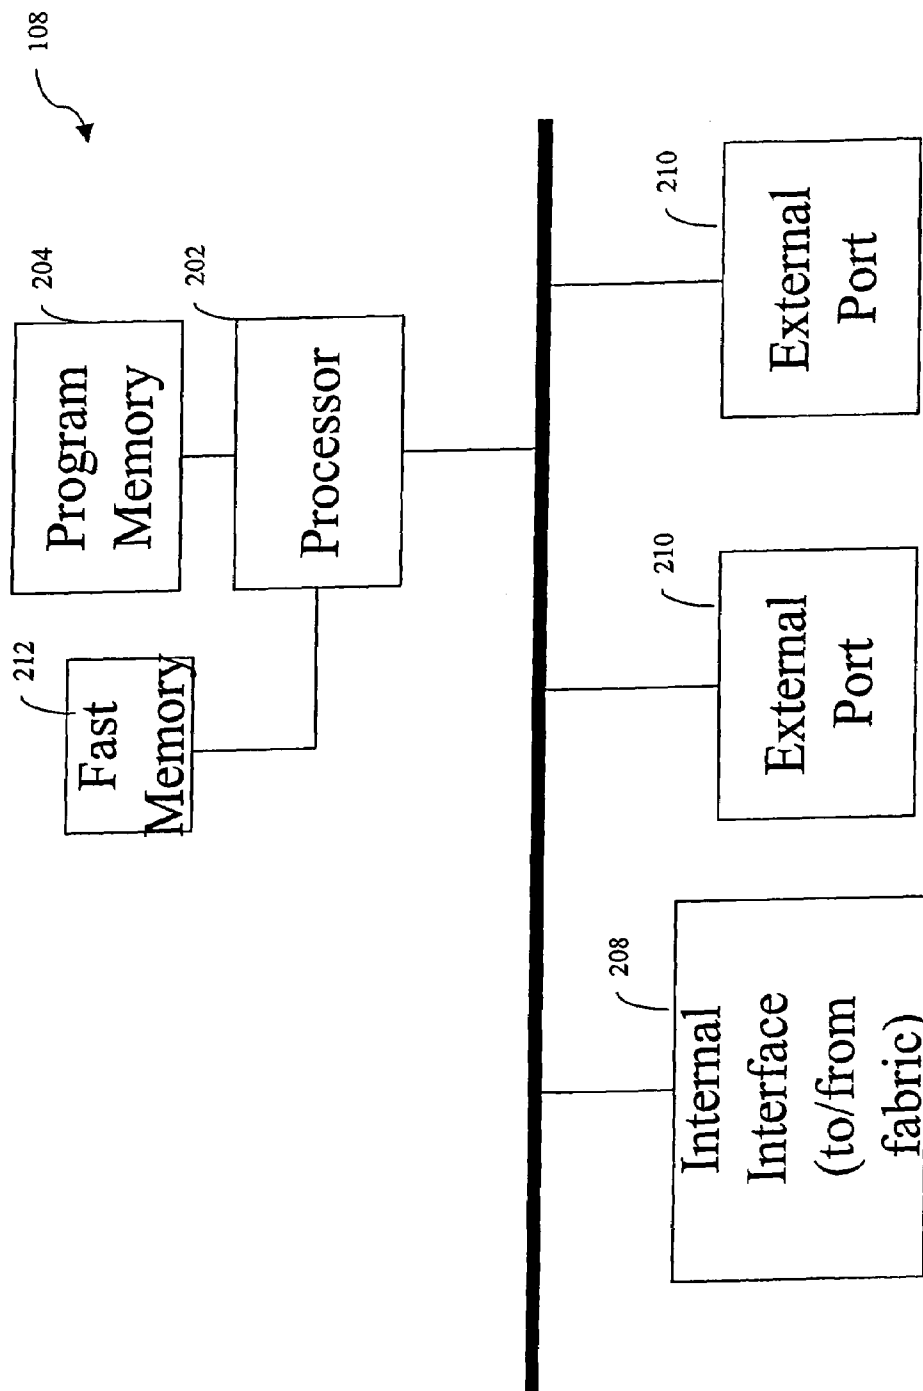 108
204
Program
Memory
212
Fast
Memory
202
Processor
208
Internal
Interface
(to/from
fabric)
210
External
Port
210
External
Port